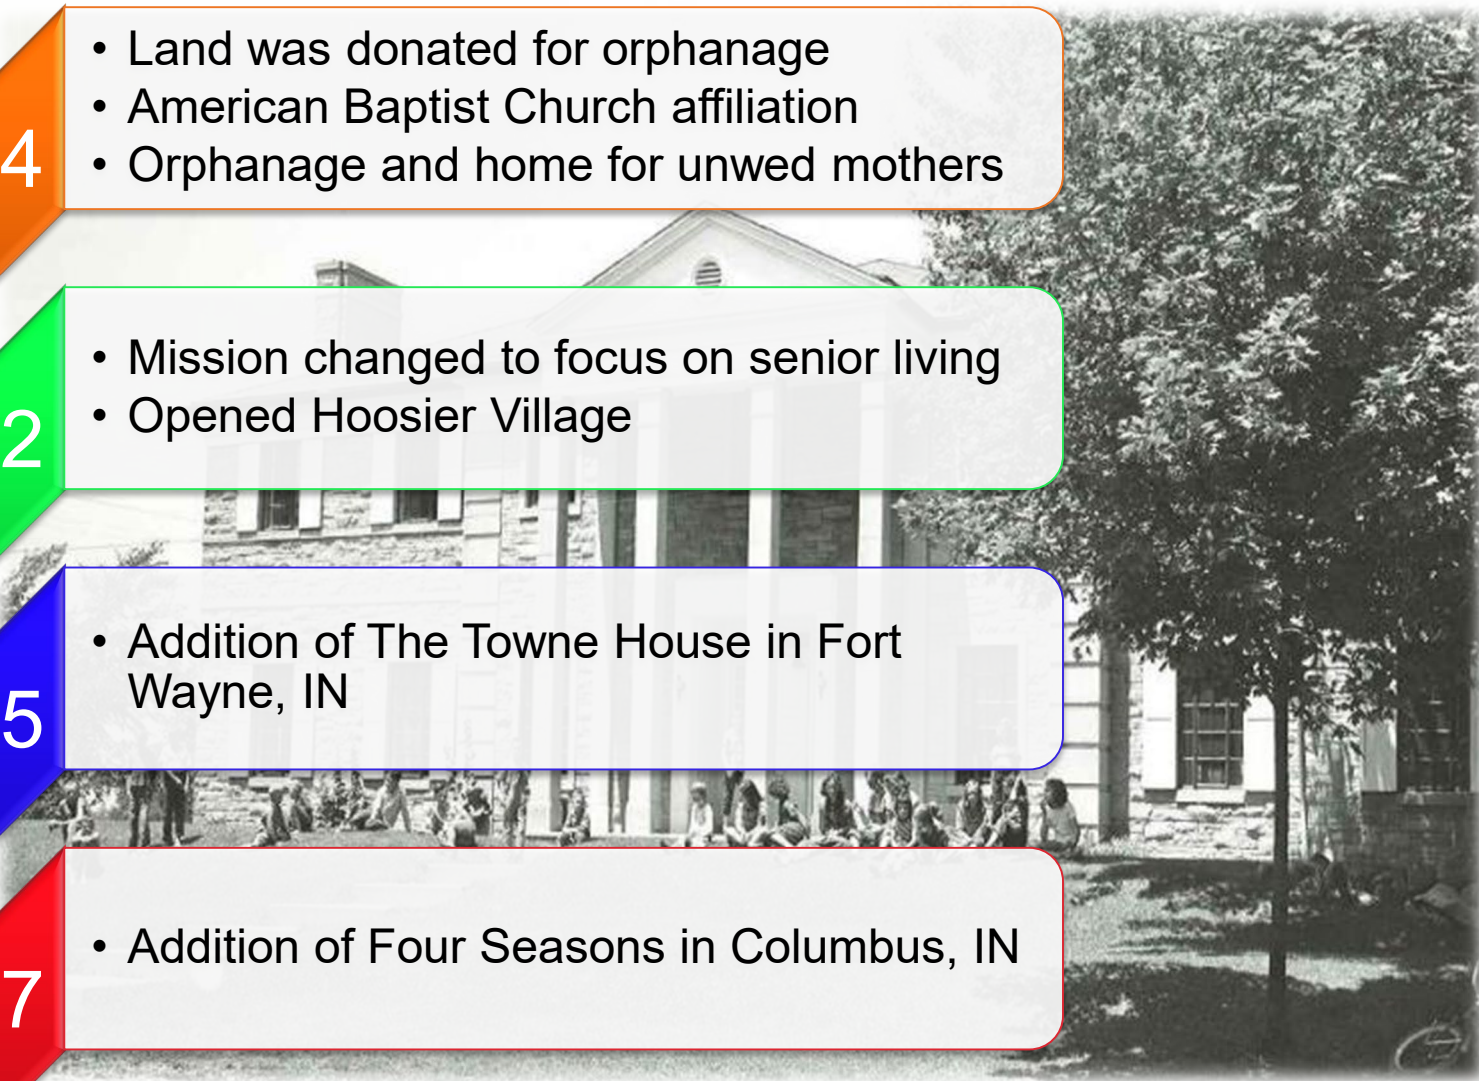 4
• Land was donated for orphanage
• American Baptist Church affiliation
• Orphanage and home for unwed mothers
2
• Mission changed to focus on senior living
• Opened Hoosier Village
5
• Addition of The Towne House in Fort
Wayne, IN
7
• Addition of Four Seasons in Columbus, IN